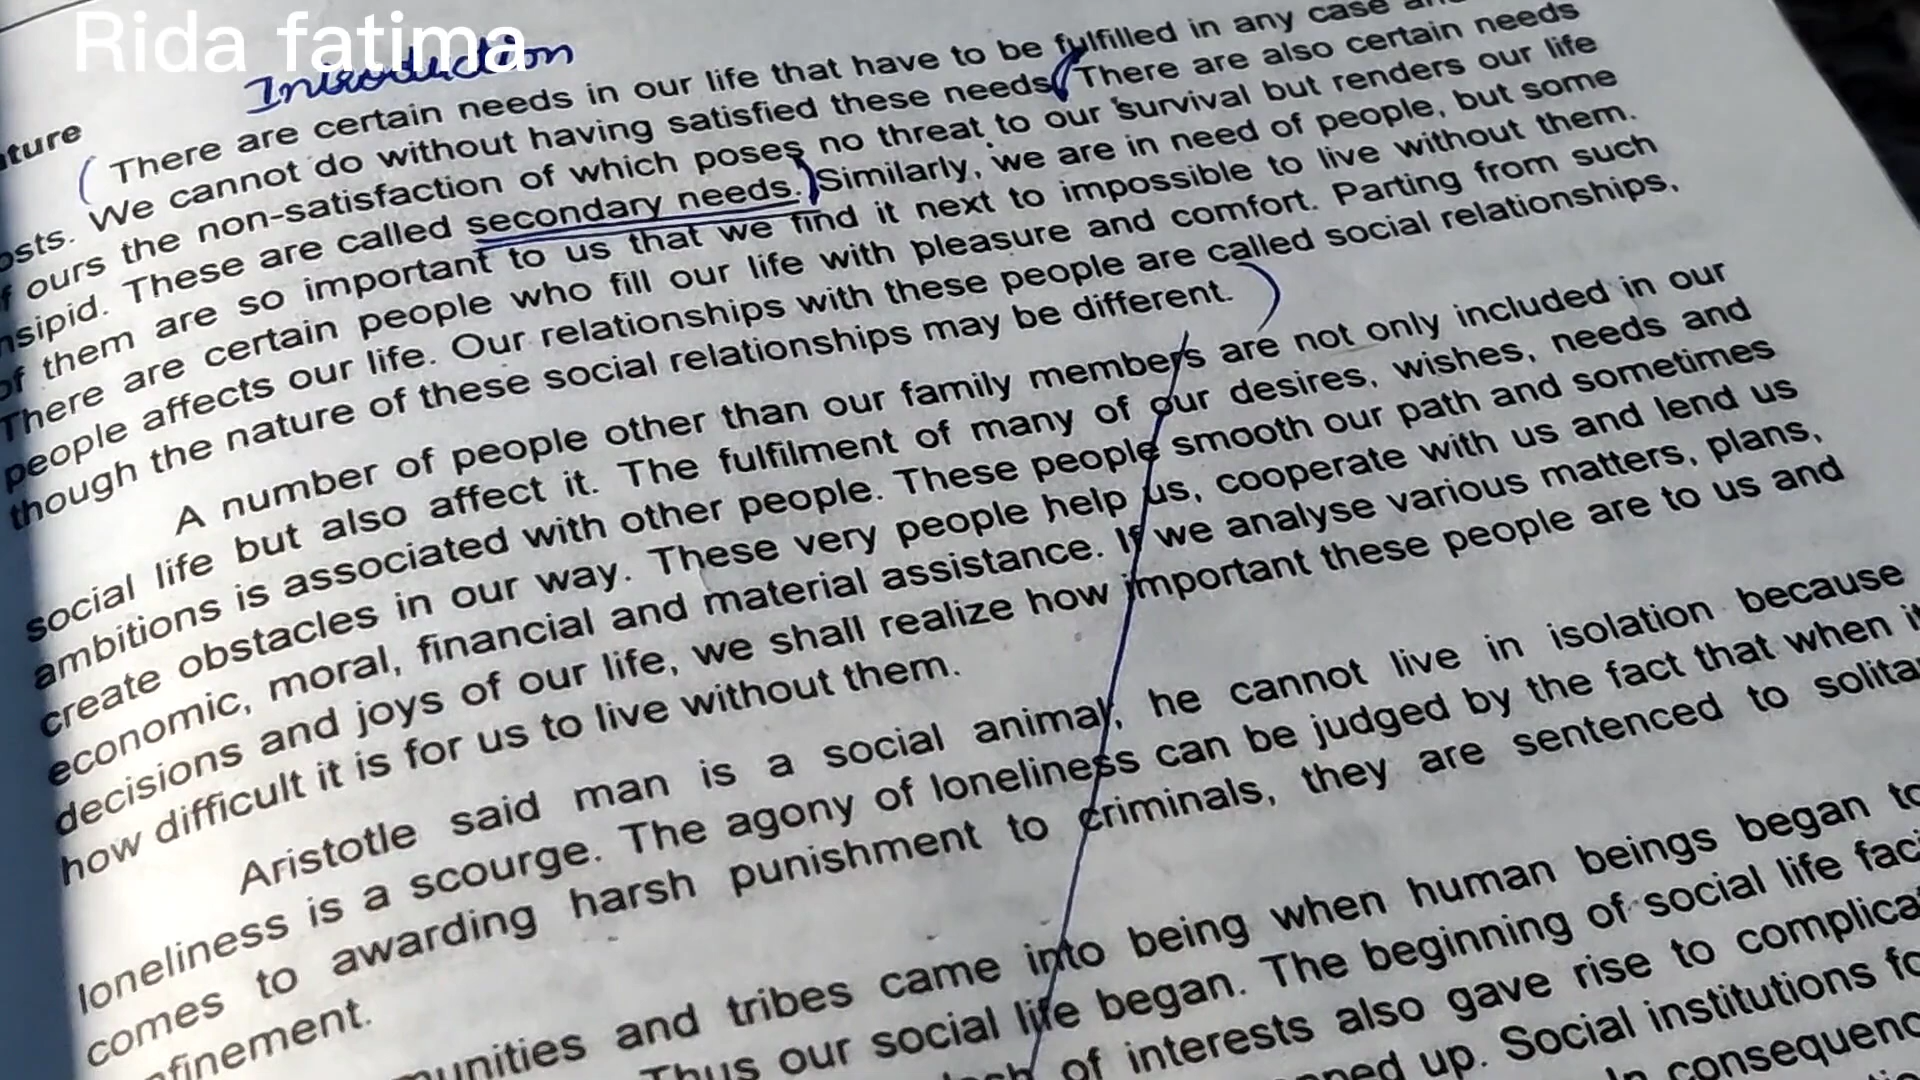 Rida fatima
Introduction
ture
There are certain needs in our life that have to be fulfilled in any case
osts. We cannot do without having satisfied these needs. There are also certain needs
f ours the non-satisfaction of which poses no threat to our survival but renders our life
nsipid. These are called secondary needs. Similarly, we are in need of people, but some
of them are so important to us that we find it next to impossible to live without them.
There are certain people who fill our life with pleasure and comfort. Parting from such
people affects our life. Our relationships with these people are called social relationships,
though the nature of these social relationships may be different.
A number of people other than our family members are not only included in our
social life but also affect it. The fulfilment of many of our desires, wishes, needs and
ambitions is associated with other people. These people smooth our path and sometimes
create obstacles in our way. These very people help us, cooperate with us and lend us
economic, moral, financial and material assistance. If we analyse various matters, plans,
decisions and joys of our life, we shall realize how important these people are to us and
how difficult it is for us to live without them.
Aristotle said man is a social animal, he cannot live in isolation because
loneliness is a scourge. The agony of loneliness can be judged by the fact that when it
comes to awarding harsh punishment to criminals, they are sentenced to solita
nfinement.
munities and tribes came into being when human beings began to
Thus our social life began. The beginning of social life faci
of interests also gave rise to complica
ned up. Social institutions fo
In consequenc